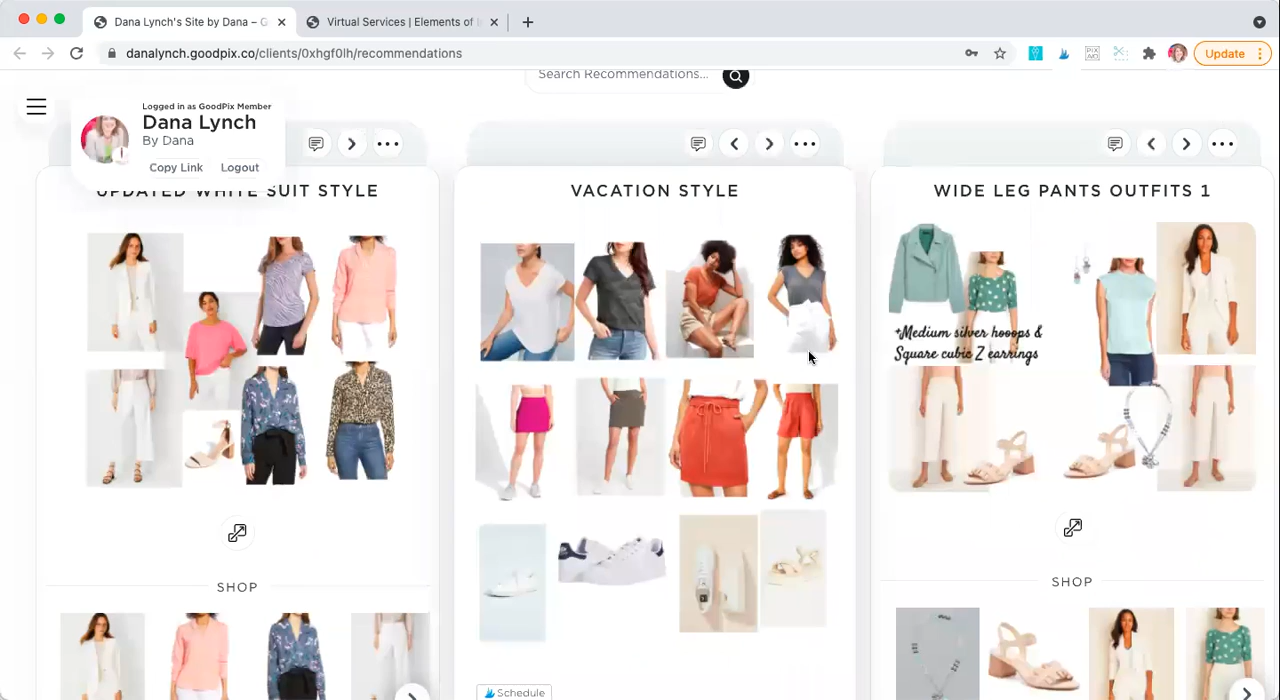 Dana Lynch's Site by Dana – G
Virtual Services | Elements of I
danalynch.goodpix.co/clients/0xhgf0lh/recommendations
Update
Search Recommendations...
Logged in as GoodPix Member
Dana Lynch
By Dana
Copy Link
Logout
UPDATED WHITE SUIT STYLE
VACATION STYLE
WIDE LEG PANTS OUTFITS 1
*Medium silver hooops &
Square cubic Z earrings
SHOP
SHOP
Schedule